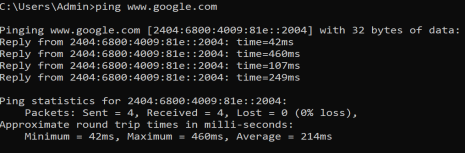 C:\Users\Admin>ping www.google.com
Pinging www.google.com [2404:6800:4009:81e::2004] with 32 bytes of data:
Reply from 2404:6800:4009:81e::2004: time=42ms
Reply from 2404:6800:4009:81e::2004: time=460ms
Reply from 2404:6800:4009:81e::2004: time=107ms
Reply from 2404:6800:4009:81e::2004: time=249ms
Ping statistics for 2404:6800:4009:81e::2004:
Packets: Sent = 4, Received = 4, Lost = 0 (0% loss),
Approximate round trip times in milli-seconds:
Minimum = 42ms, Maximum = 460ms, Average = 214ms